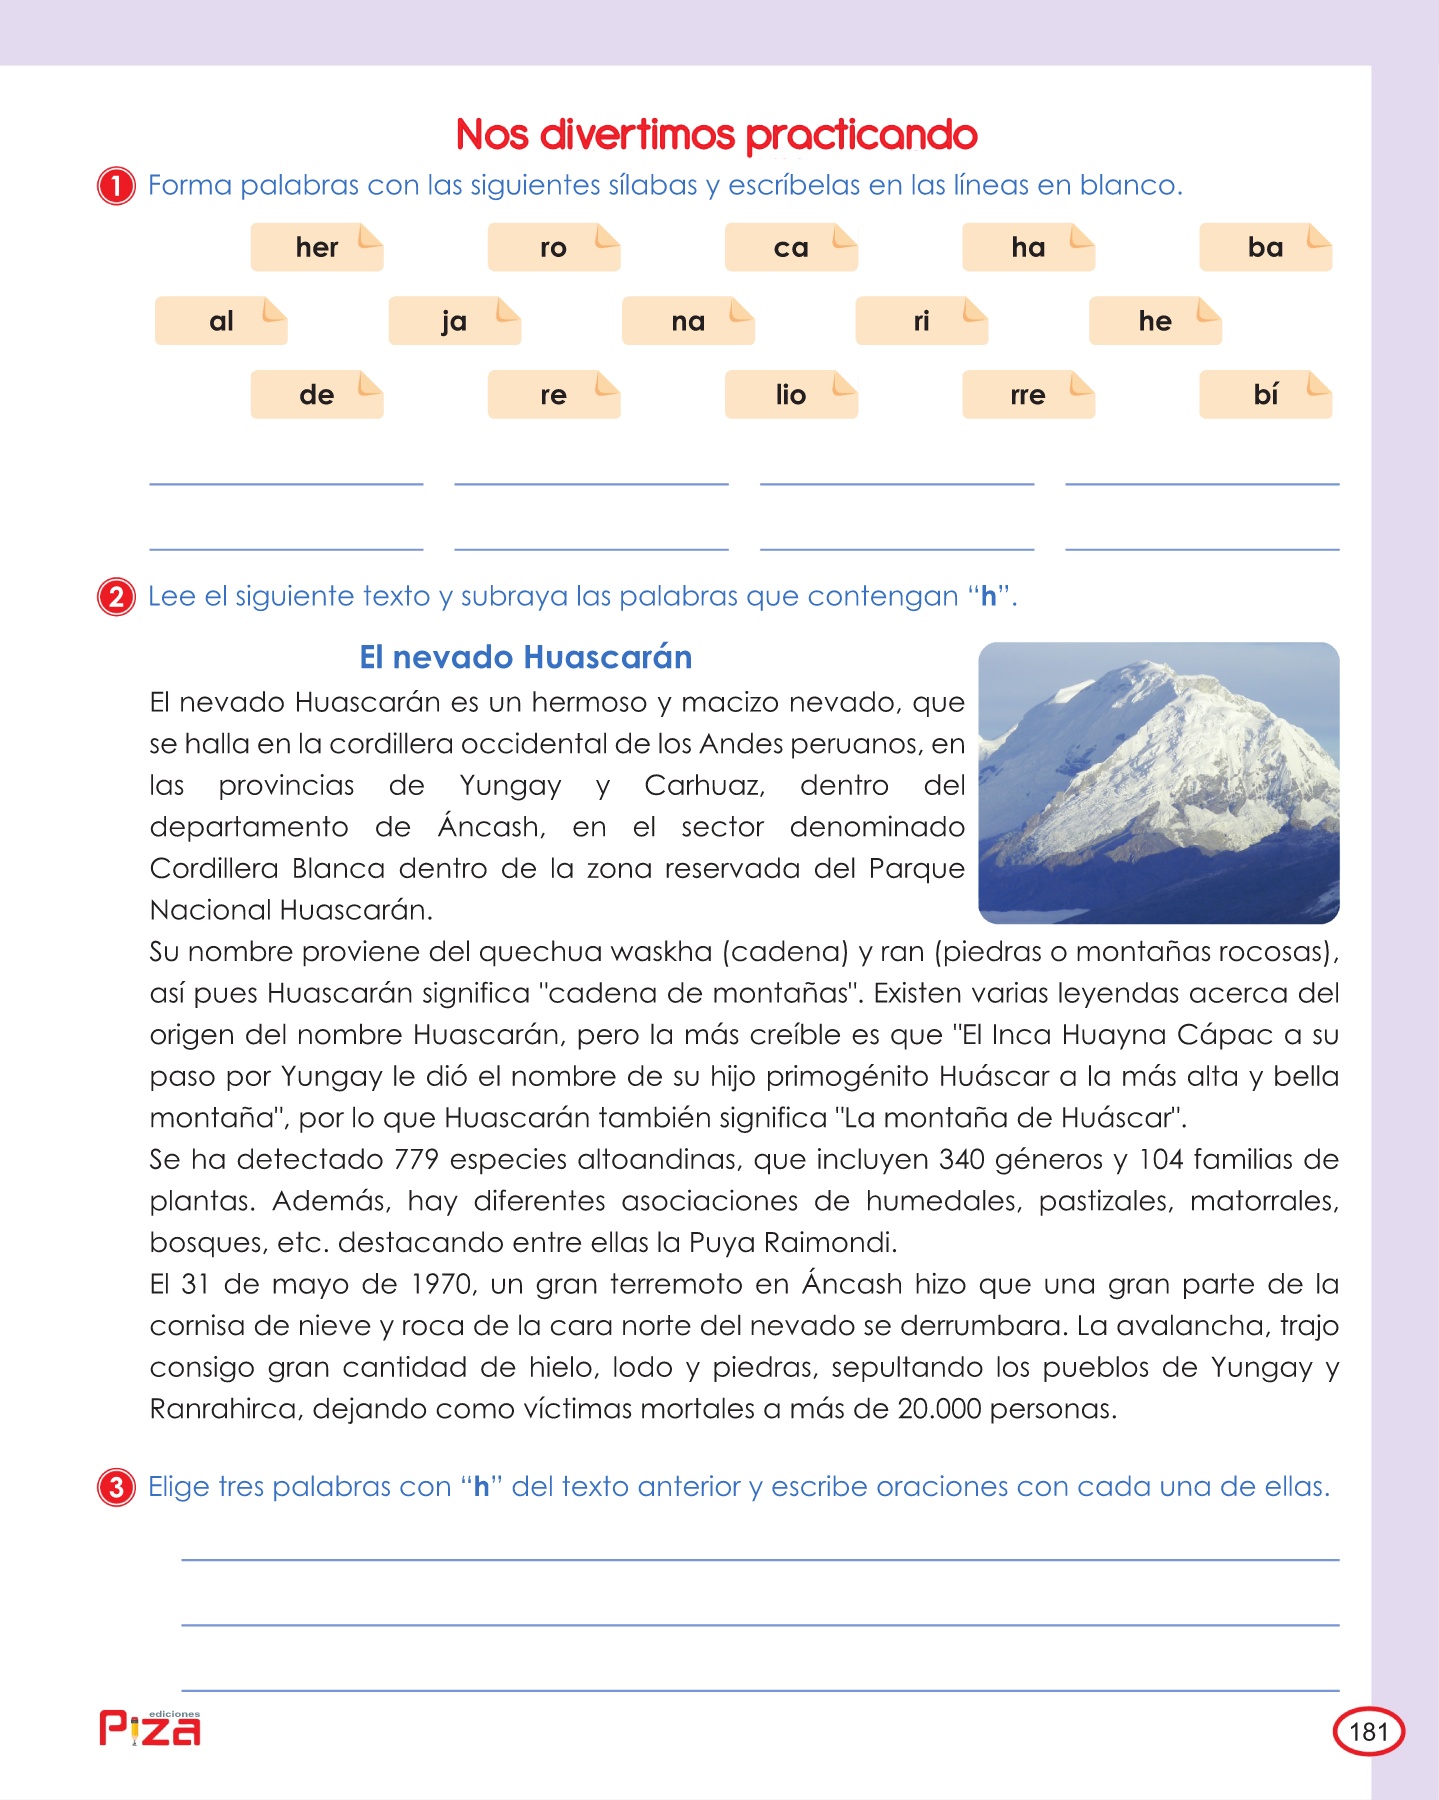 Nos divertimos practicando
1 Forma palabras con las siguientes sílabas y escríbelas en las líneas en blanco.
her ro ca ha ba
al ja na ri he
de re lio rre bí
2 Lee el siguiente texto y subraya las palabras que contengan “h”.
El nevado Huascarán
El nevado Huascarán es un hermoso y macizo nevado, que
se halla en la cordillera occidental de los Andes peruanos, en
las provincias de Yungay y Carhuaz, dentro del
departamento de Áncash, en el sector denominado
Cordillera Blanca dentro de la zona reservada del Parque
Nacional Huascarán.
Su nombre proviene del quechua waskha (cadena) y ran (piedras o montañas rocosas),
así pues Huascarán significa "cadena de montañas". Existen varias leyendas acerca del
origen del nombre Huascarán, pero la más creíble es que "El Inca Huayna Cápac a su
paso por Yungay le dió el nombre de su hijo primogénito Huáscar a la más alta y bella
montaña", por lo que Huascarán también significa "La montaña de Huáscar".
Se ha detectado 779 especies altoandinas, que incluyen 340 géneros y 104 familias de
plantas. Además, hay diferentes asociaciones de humedales, pastizales, matorrales,
bosques, etc. destacando entre ellas la Puya Raimondi.
El 31 de mayo de 1970, un gran terremoto en Áncash hizo que una gran parte de la
cornisa de nieve y roca de la cara norte del nevado se derrumbara. La avalancha, trajo
consigo gran cantidad de hielo, lodo y piedras, sepultando los pueblos de Yungay y
Ranrahirca, dejando como víctimas mortales a más de 20.000 personas.
3 Elige tres palabras con “h” del texto anterior y escribe oraciones con cada una de ellas.
ediciones
Piza
181